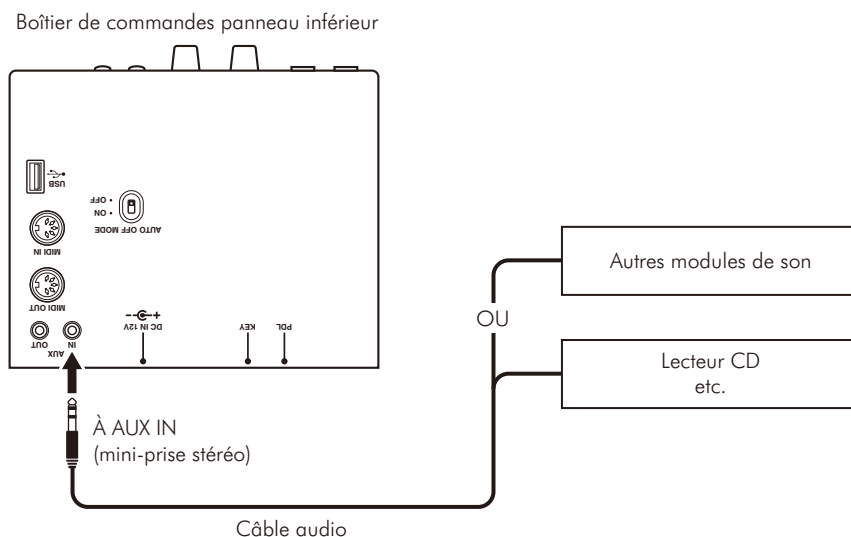 Boîtier de commandes panneau inférieur
USB
• OFF
• ON
AUTO OFF MODE
MIDI IN
MIDI OUT
OUT
IN
AUX
DC IN 12V
KEY
PDL
À AUX IN
(mini-prise stéréo)
Câble audio
OU
Autres modules de son
Lecteur CD
etc.